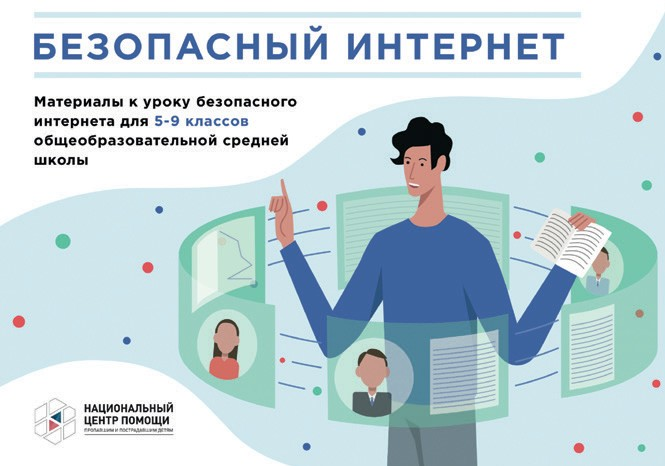 БЕЗОПАСНЫЙ ИНТЕРНЕТ
Материалы к уроку безопасного
интернета для 5-9 классов
общеобразовательной средней
школы
НАЦИОНАЛЬНЫЙ
ЦЕНТР ПОМОЩИ
ПРОПАВШИМ И ПОСТРАДАВШИМ ДЕТЯМ